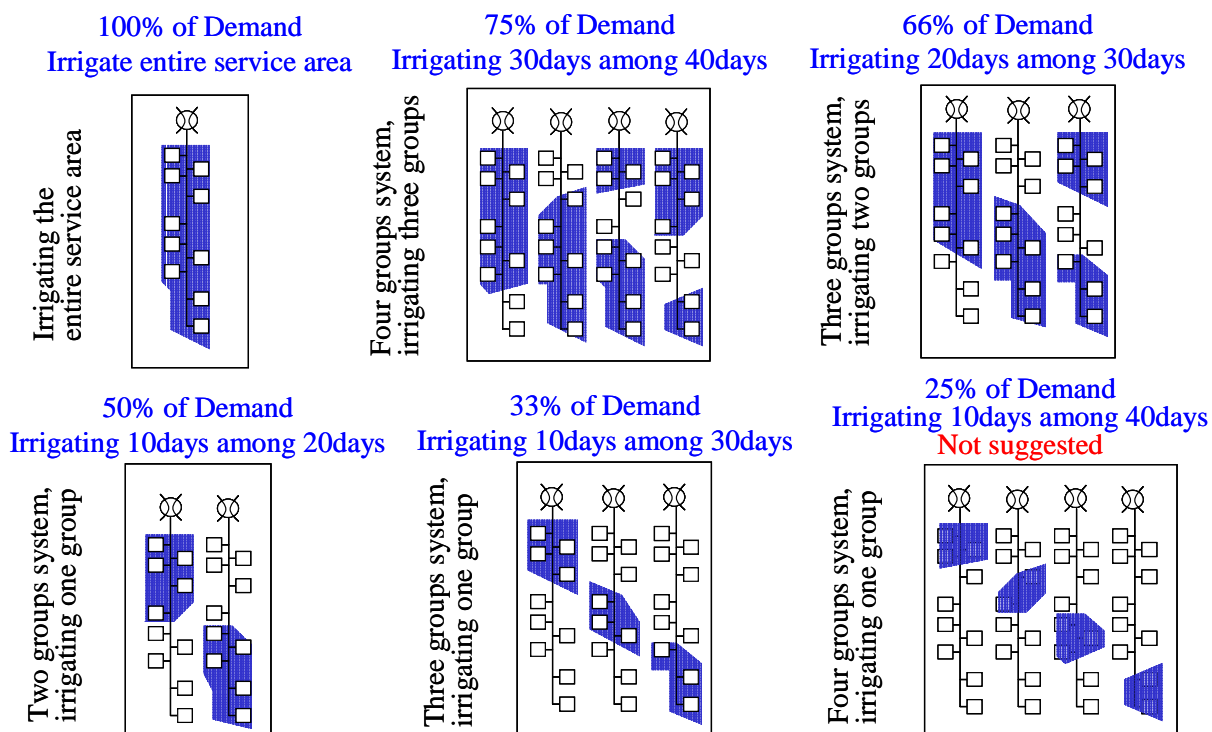 100% of Demand
Irrigate entire service area
Irrigating the
entire service area
75% of Demand
Irrigating 30days among 40days
Four groups system,
irrigating three groups
66% of Demand
Irrigating 20days among 30days
Three groups system,
irrigating two groups
50% of Demand
Irrigating 10days among 20days
Two groups system,
irrigating one group
33% of Demand
Irrigating 10days among 30days
Three groups system,
irrigating one group
25% of Demand
Irrigating 10days among 40days
Not suggested
Four groups system,
irrigating one group